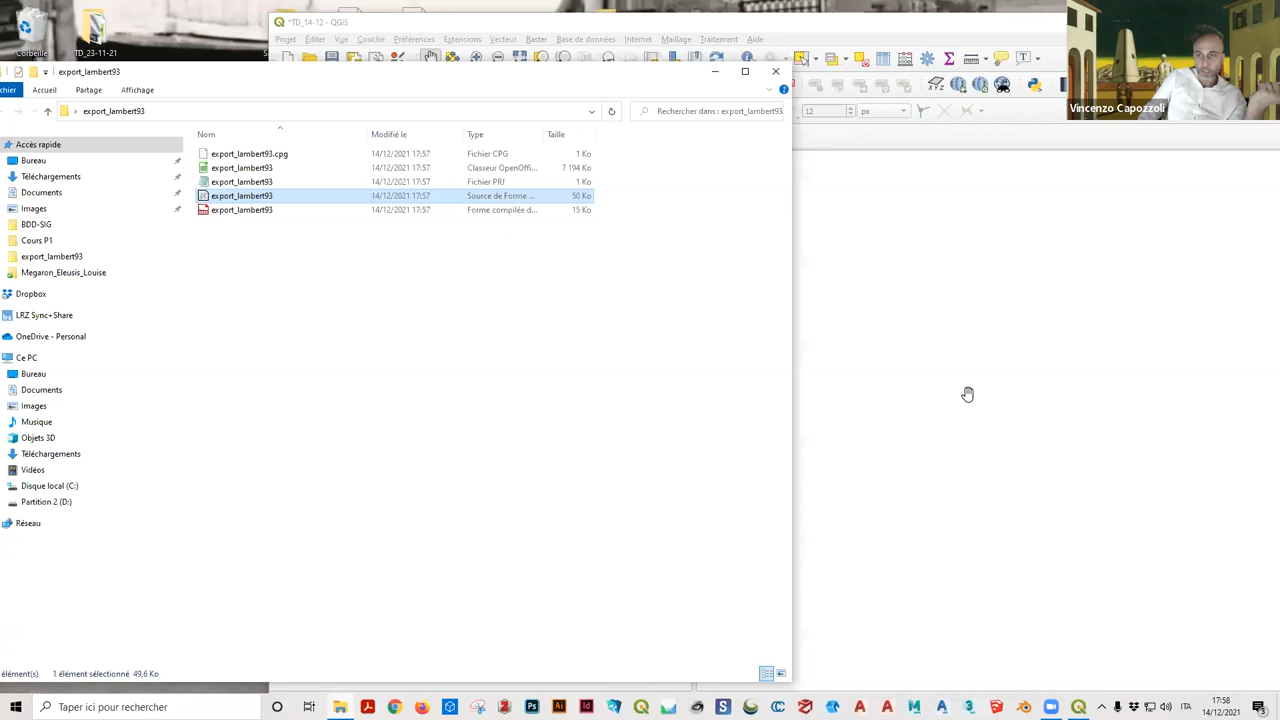 *TD_14-12 - QGIS
Projet Éditer Vue Couche Préférences Extensions Vecteur Raster Base de données Internet Maillage Traitement Aide
Corbeille
TD_23-11-21
export_lambert93
Accueil Partage Affichage
export_lambert93
Rechercher dans : export_lambert93
12 px
Vincenzo Capozzoli
Nom Modifié le Type Taille
export_lambert93.cpg 14/12/2021 17:57 Fichier CPG 1 Ko
export_lambert93 14/12/2021 17:57 Classeur OpenOffi... 7 194 Ko
export_lambert93 14/12/2021 17:57 Fichier PRJ 1 Ko
export_lambert93 14/12/2021 17:57 Source de Forme ... 50 Ko
export_lambert93 14/12/2021 17:57 Forme compilée d... 15 Ko
Accès rapide
Bureau
Téléchargements
Documents
Images
BDD-SIG
Cours P1
export_lambert93
Megaron_Eleusis_Louise
Dropbox
LRZ Sync+Share
OneDrive - Personal
Ce PC
Bureau
Documents
Images
Musique
Objets 3D
Téléchargements
Vidéos
Disque local (C:)
Partition 2 (D:)
Réseau
élément(s) 1 élément sélectionné 49,6 Ko
Taper ici pour rechercher
ITA
17:58
14/12/2021